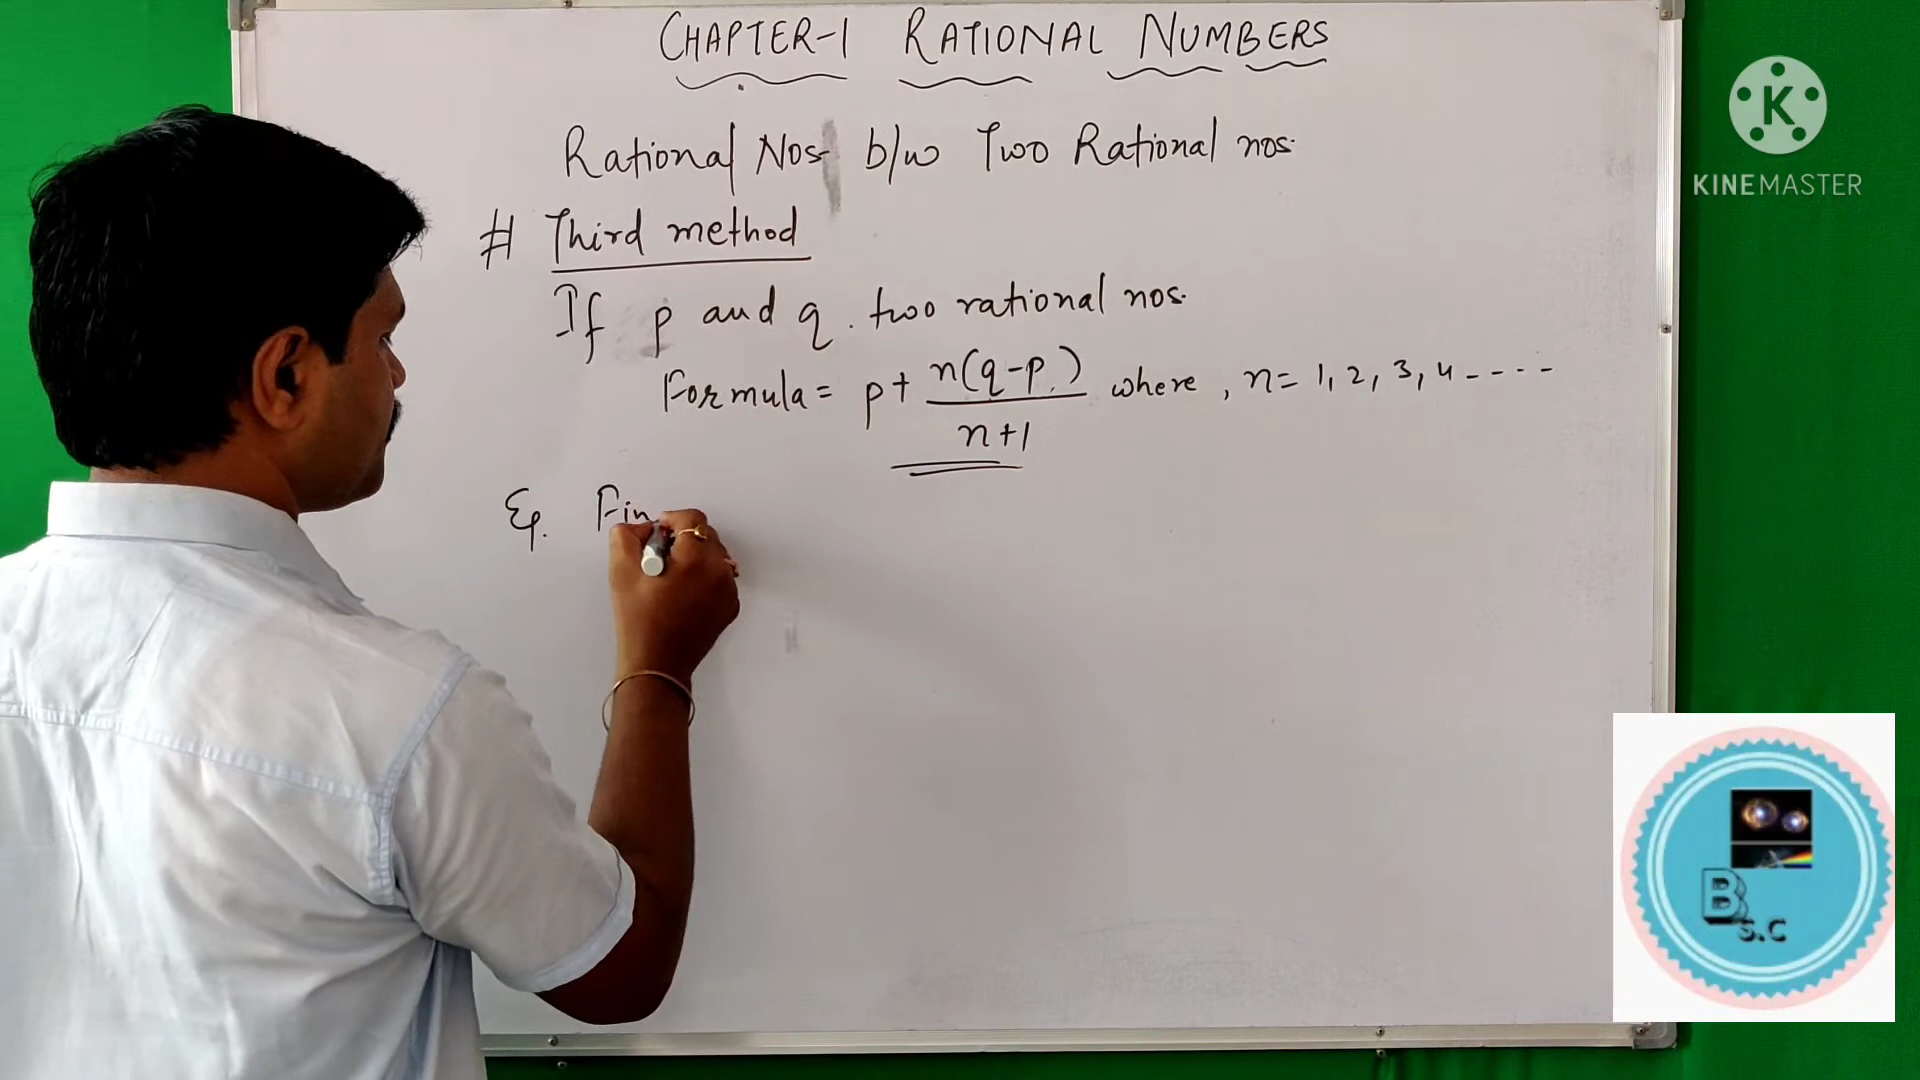 CHAPTER-1 RATIONAL NUMBERS
Rational Nos. b/w Two Rational nos.
# Third method
If p and q. two rational nos.
Formula = p + n(q-p) / n+1 where, n= 1, 2, 3, 4 - - - -
Eg. Fin
K
KINEMASTER
B
S.C